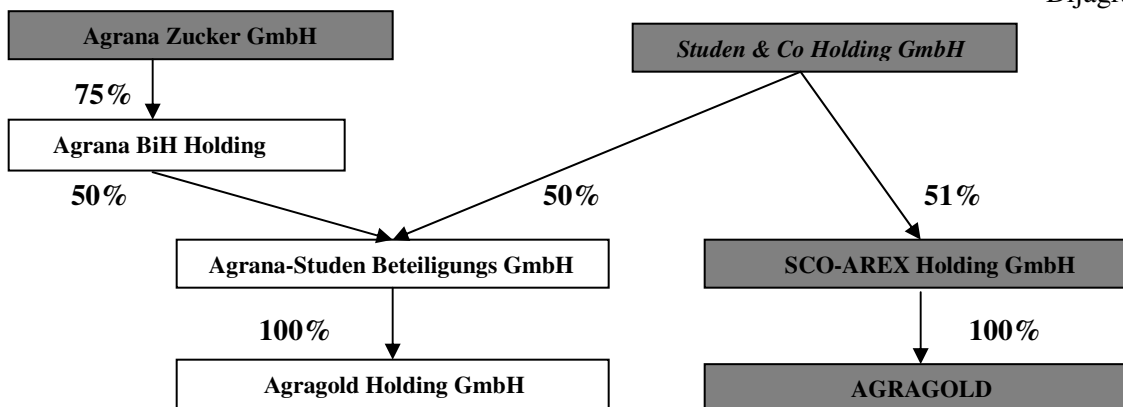 Agrana Zucker GmbH
Studen & Co Holding GmbH
75%
Agrana BiH Holding
50%
50%
51%
Agrana-Studen Beteiligungs GmbH
SCO-AREX Holding GmbH
100%
100%
Agragold Holding GmbH
AGRAGOLD